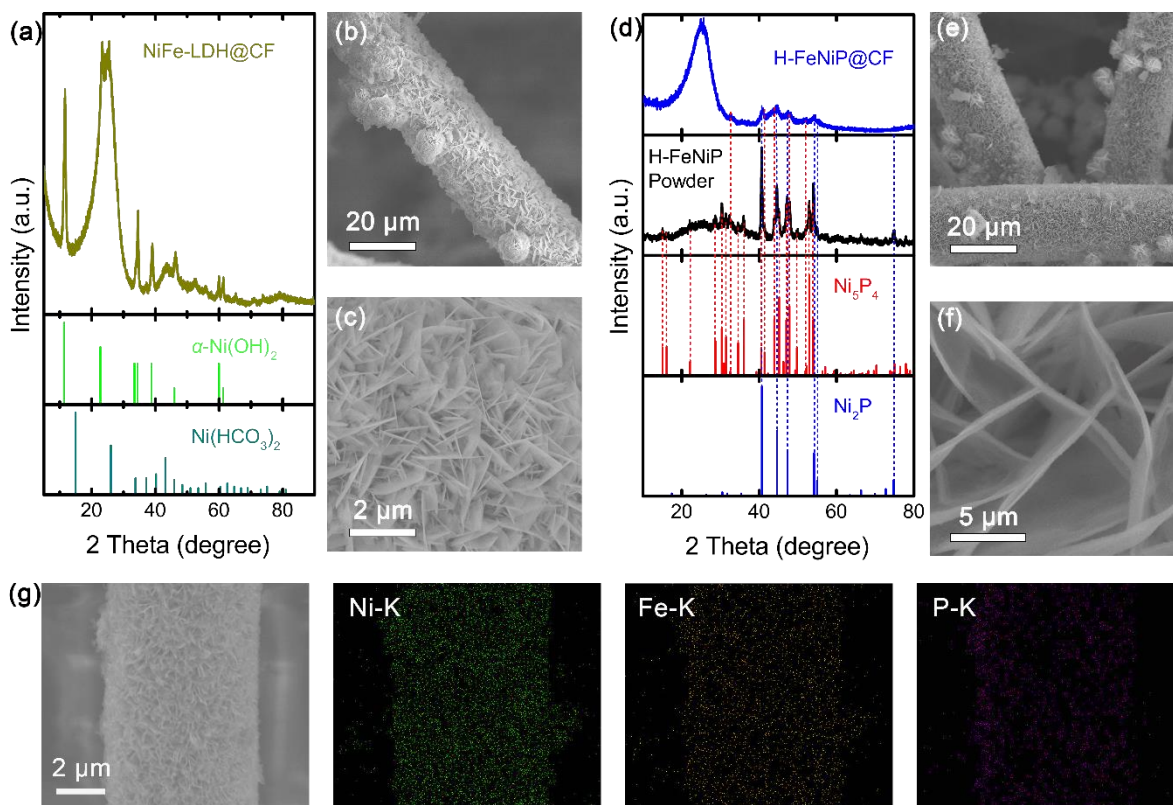 (a)
NiFe-LDH@CF
Intensity (a.u.)
α-Ni(OH)₂
Ni(HCO₃)₂
20 40 60 80
2 Theta (degree)
(b)
20 μm
(c)
2 μm
(d)
H-FeNiP@CF
H-FeNiP
Powder
Intensity (a.u.)
Ni₅P₄
Ni₂P
20 40 60 80
2 Theta (degree)
(e)
20 μm
(f)
5 μm
(g)
2 μm
Ni-K
Fe-K
P-K